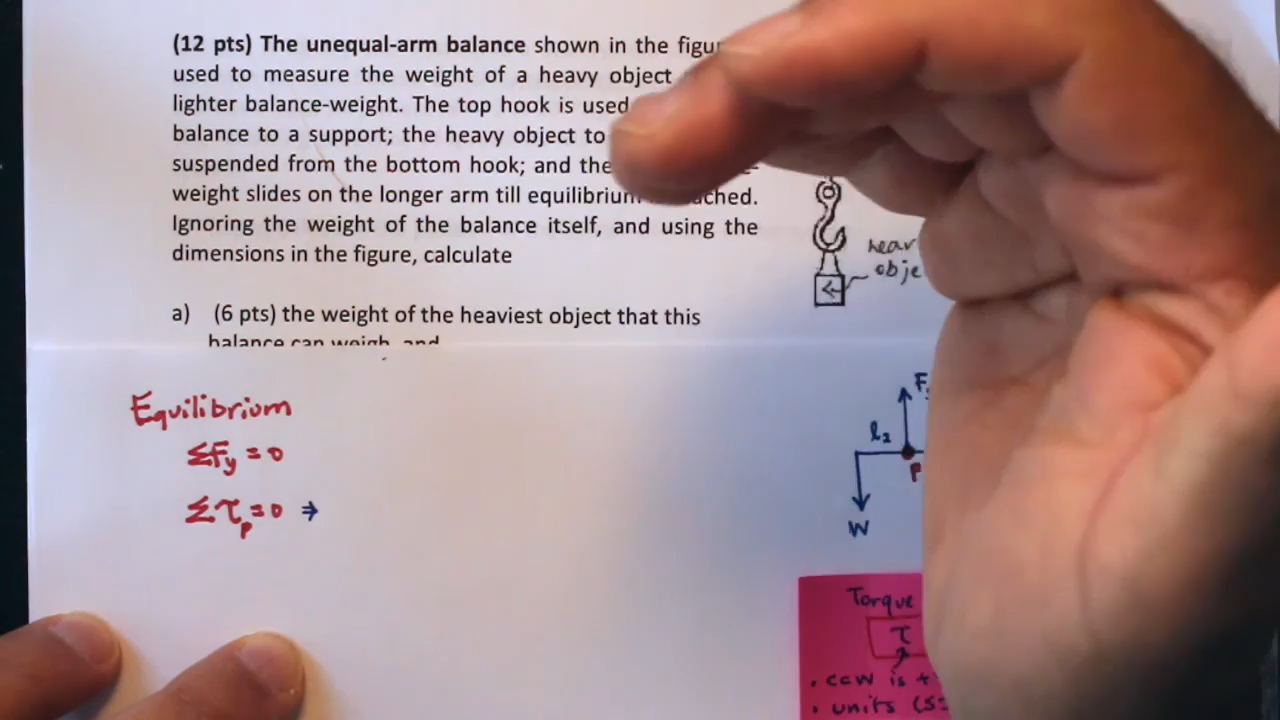 (12 pts) The unequal-arm balance shown in the
used to measure the weight of a heavy object
lighter balance-weight. The top hook is used
balance to a support; the heavy object to
suspended from the bottom hook; and the
weight slides on the longer arm till equilibrium
Ignoring the weight of the balance itself, and using the
dimensions in the figure, calculate
a) (6 pts) the weight of the heaviest object that this
balance can weigh, and
Equilibrium
ΣFy = 0
Στp = 0 ⇒
l2
P
W
Torque
τ
• ccw is +
• units